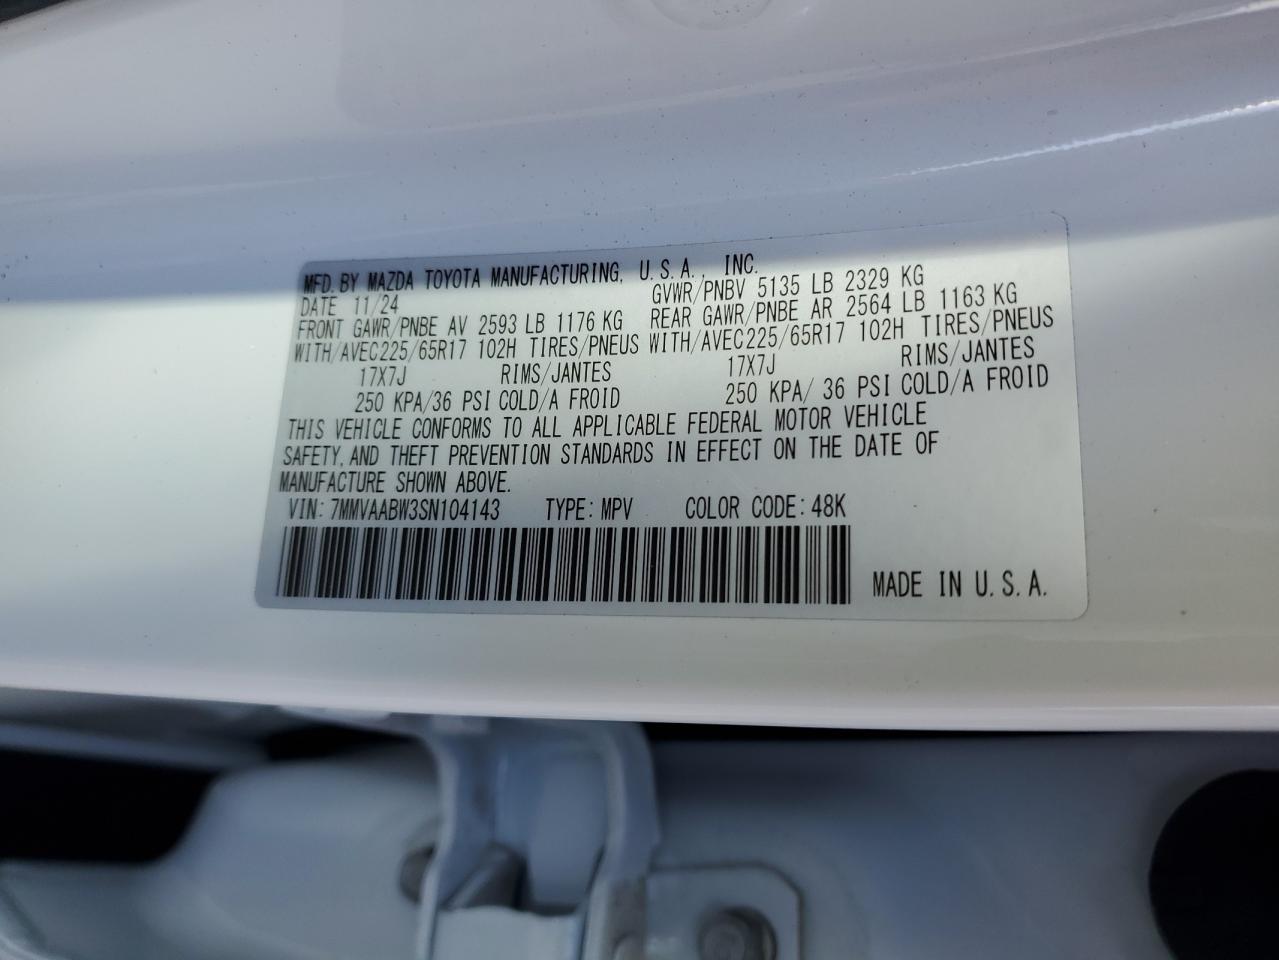 MFD. BY MAZDA TOYOTA MANUFACTURING, U.S.A., INC.
DATE 11/24 GVWR/PNBV 5135 LB 2329 KG
FRONT GAWR/PNBE AV 2593 LB 1176 KG REAR GAWR/PNBE AR 2564 LB 1163 KG
WITH/AVEC225/65R17 102H TIRES/PNEUS WITH/AVEC225/65R17 102H TIRES/PNEUS
17X7J RIMS/JANTES 17X7J RIMS/JANTES
250 KPA/36 PSI COLD/A FROID 250 KPA/ 36 PSI COLD/A FROID
THIS VEHICLE CONFORMS TO ALL APPLICABLE FEDERAL MOTOR VEHICLE
SAFETY, AND THEFT PREVENTION STANDARDS IN EFFECT ON THE DATE OF
MANUFACTURE SHOWN ABOVE.
VIN: 7MMVAABW3SN104143 TYPE: MPV COLOR CODE: 48K
MADE IN U.S.A.